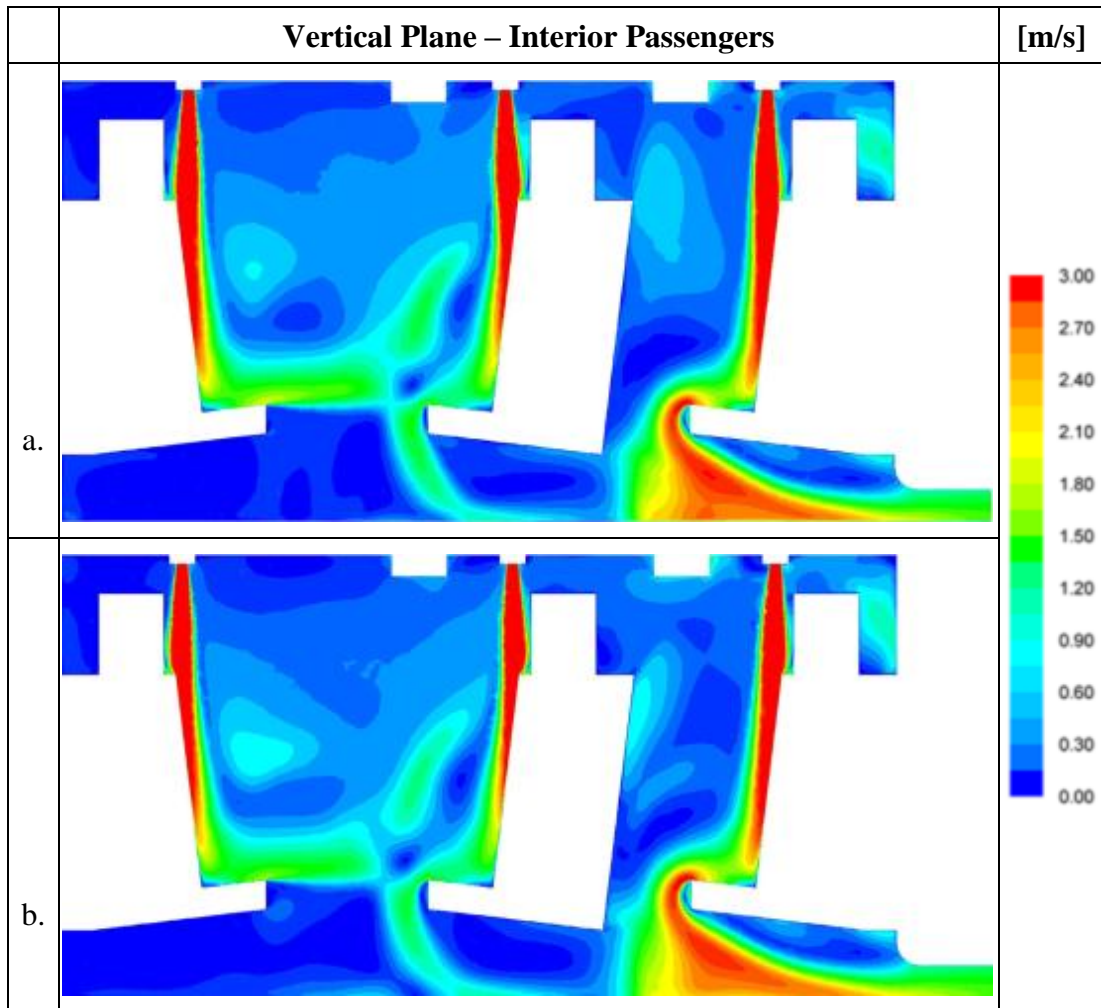 Vertical Plane – Interior Passengers
[m/s]
a.
3.00
2.70
2.40
2.10
1.80
1.50
1.20
0.90
0.60
0.30
0.00
b.